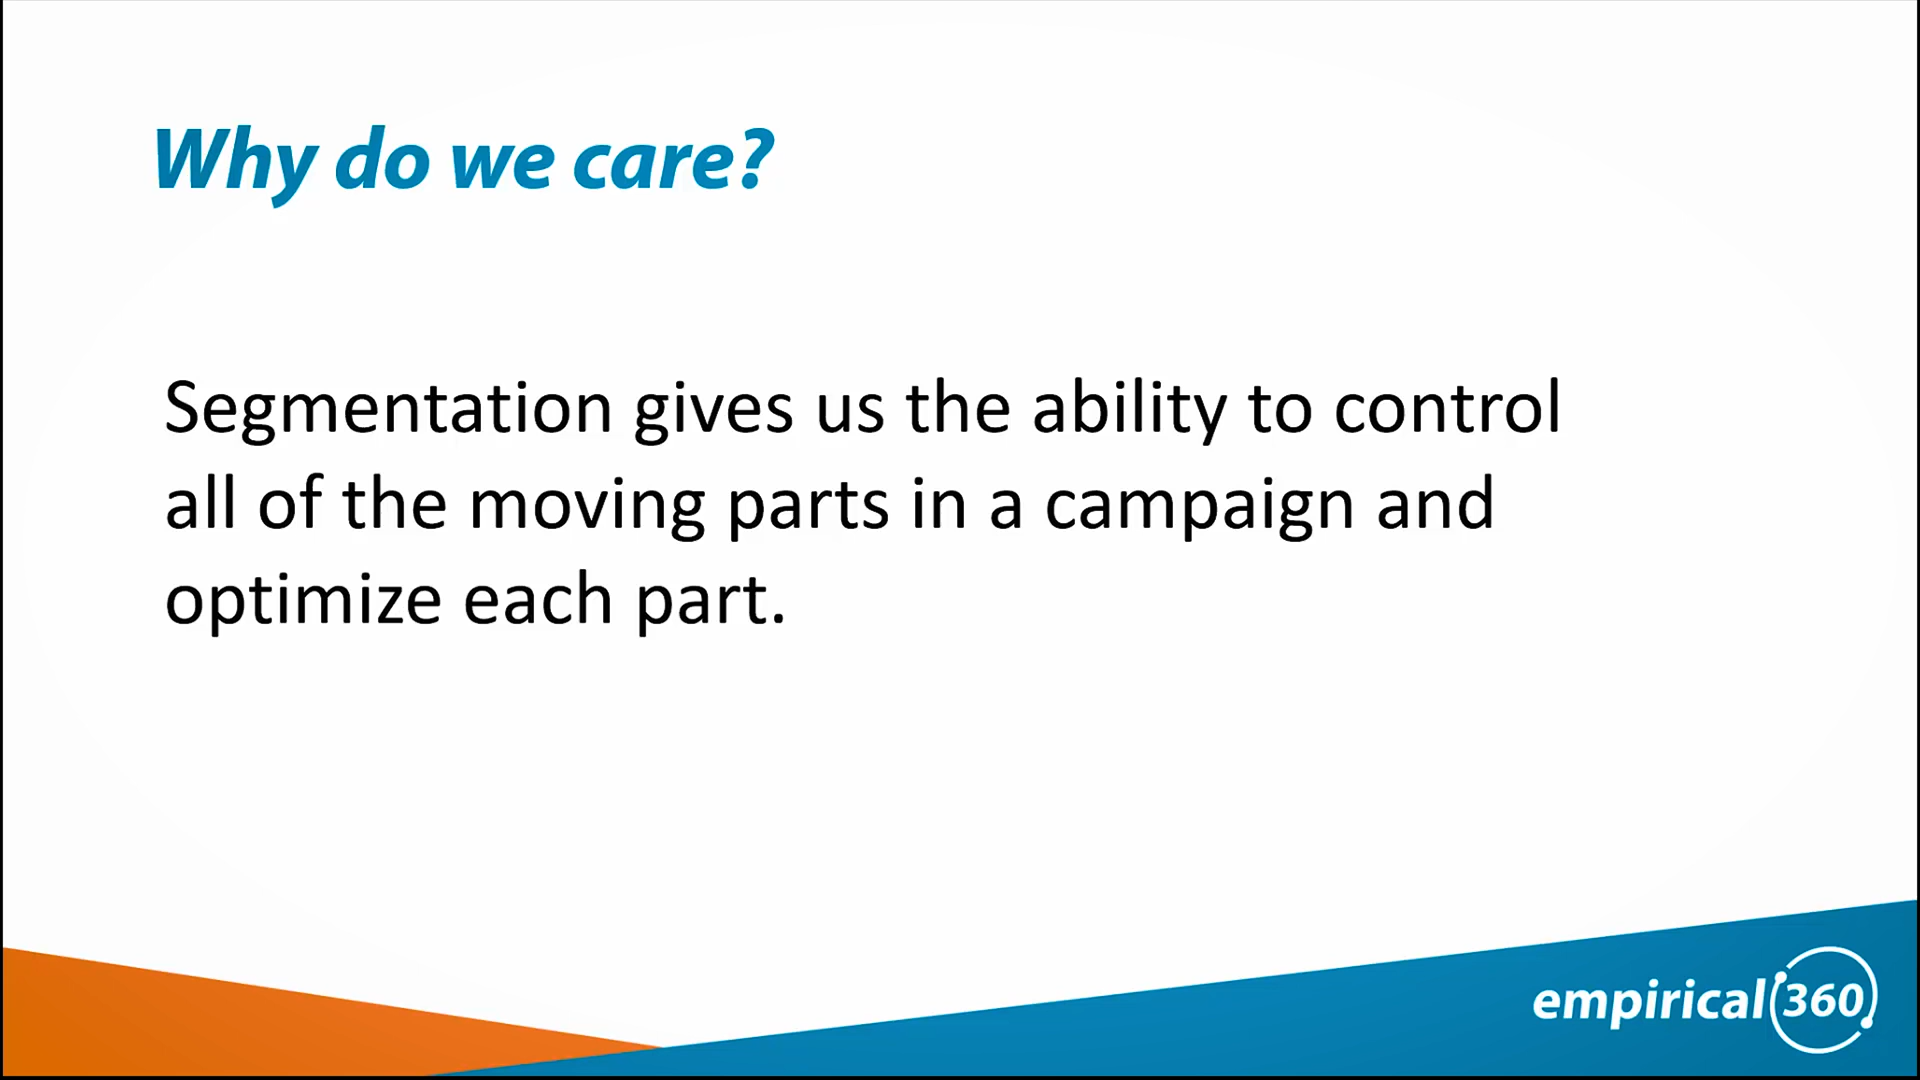 Why do we care?
Segmentation gives us the ability to control
all of the moving parts in a campaign and
optimize each part.
empirical 360